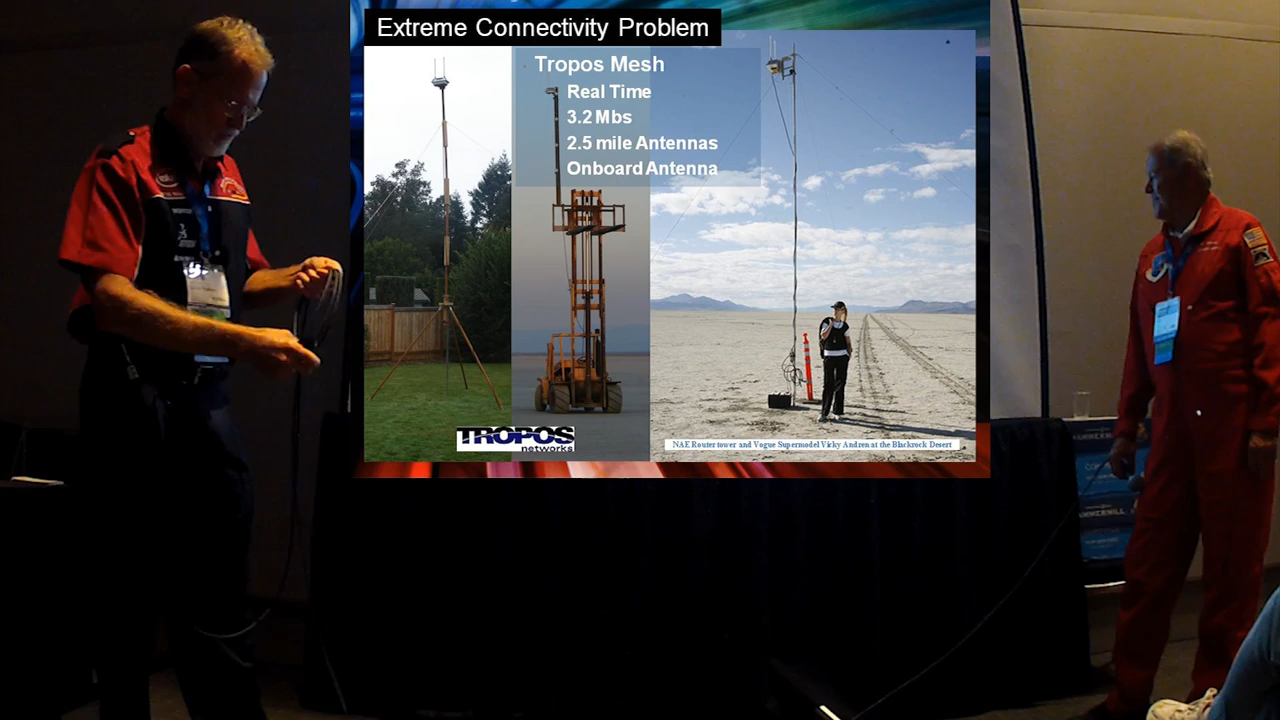 Extreme Connectivity Problem
Tropos Mesh
Real Time
3.2 Mbs
2.5 mile Antennas
Onboard Antenna
TROPOS
networks
NAE Router tower and Vogue Supermodel Vicky Andren at the Blackrock Desert
HAMMERMILL